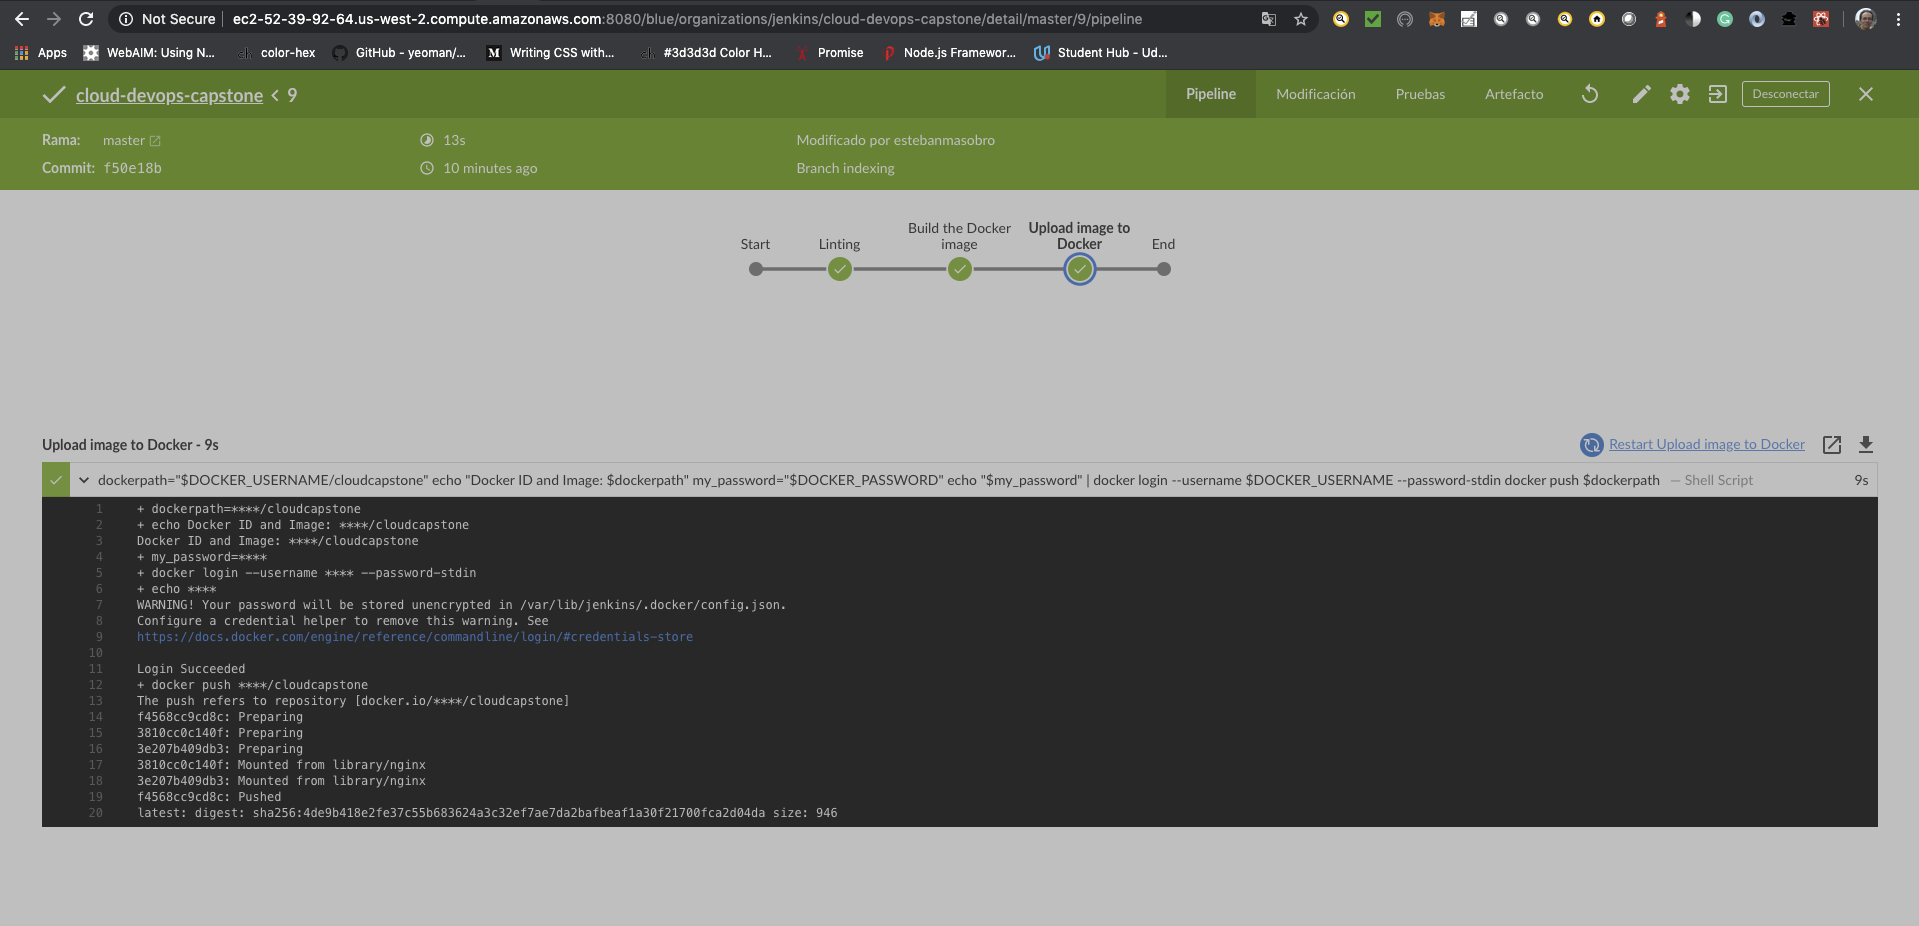 Not Secure | ec2-52-39-92-64.us-west-2.compute.amazonaws.com:8080/blue/organizations/jenkins/cloud-devops-capstone/detail/master/9/pipeline
Apps WebAIM: Using N... color-hex GitHub - yeoman/... Writing CSS with... #3d3d3d Color H... Promise Node.js Framewor... Student Hub - Ud...
cloud-devops-capstone < 9 Pipeline Modificación Pruebas Artefacto Desconectar
Rama: master 13s Modificado por estebanmasobro
Commit: f50e18b 10 minutes ago Branch indexing
Start Linting Build the Docker image Upload image to Docker End
Upload image to Docker - 9s Restart Upload image to Docker
dockerpath="$DOCKER_USERNAME/cloudcapstone" echo "Docker ID and Image: $dockerpath" my_password="$DOCKER_PASSWORD" echo "$my_password" | docker login --username $DOCKER_USERNAME --password-stdin docker push $dockerpath — Shell Script 9s
1 + dockerpath=****/cloudcapstone
2 + echo Docker ID and Image: ****/cloudcapstone
3 Docker ID and Image: ****/cloudcapstone
4 + my_password=****
5 + docker login --username **** --password-stdin
6 + echo ****
7 WARNING! Your password will be stored unencrypted in /var/lib/jenkins/.docker/config.json.
8 Configure a credential helper to remove this warning. See
9 https://docs.docker.com/engine/reference/commandline/login/#credentials-store
10
11 Login Succeeded
12 + docker push ****/cloudcapstone
13 The push refers to repository [docker.io/****/cloudcapstone]
14 f4568cc9cd8c: Preparing
15 3810cc0c140f: Preparing
16 3e207b409db3: Preparing
17 3810cc0c140f: Mounted from library/nginx
18 3e207b409db3: Mounted from library/nginx
19 f4568cc9cd8c: Pushed
20 latest: digest: sha256:4de9b418e2fe37c55b683624a3c32ef7ae7da2bafbeaf1a30f21700fca2d04da size: 946